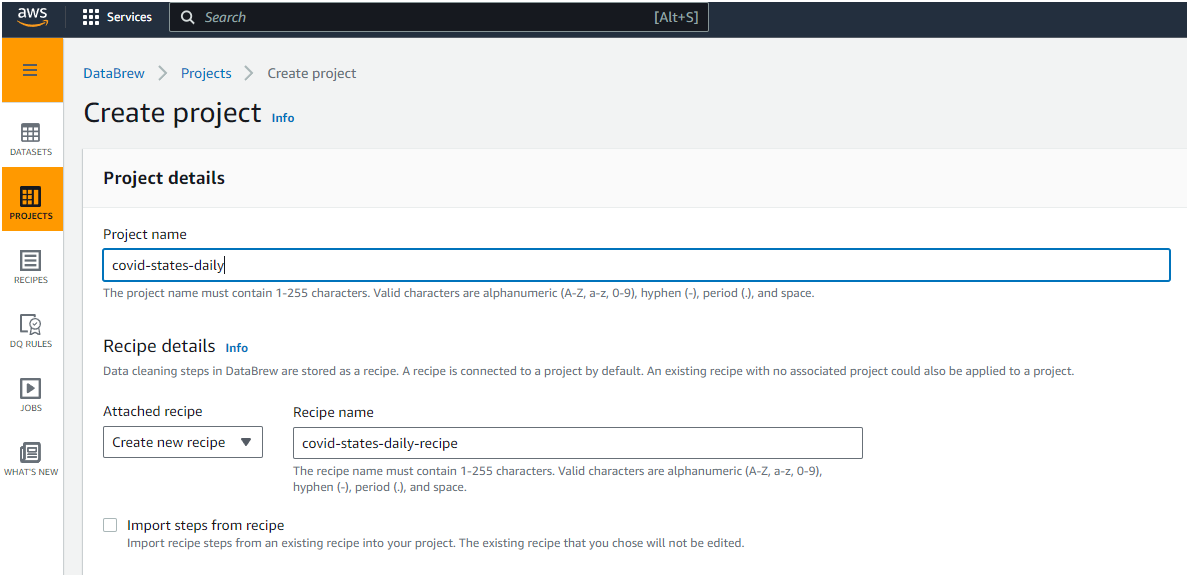 aws
Services
Search
[Alt+S]
DataBrew
Projects
Create project
Create project Info
DATASETS
PROJECTS
RECIPES
DQ RULES
JOBS
WHAT'S NEW
Project details
Project name
covid-states-daily
The project name must contain 1-255 characters. Valid characters are alphanumeric (A-Z, a-z, 0-9), hyphen (-), period (.), and space.
Recipe details Info
Data cleaning steps in DataBrew are stored as a recipe. A recipe is connected to a project by default. An existing recipe with no associated project could also be applied to a project.
Attached recipe
Create new recipe
Recipe name
covid-states-daily-recipe
The recipe name must contain 1-255 characters. Valid characters are alphanumeric (A-Z, a-z, 0-9),
hyphen (-), period (.), and space.
Import steps from recipe
Import recipe steps from an existing recipe into your project. The existing recipe that you chose will not be edited.